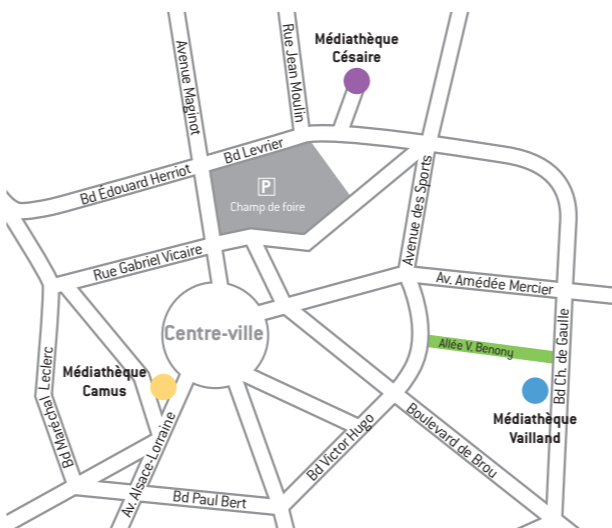 Médiathèque
Césaire
Avenue Maginot
Rue Jean Moulin
Bd Levrier
Bd Édouard Herriot
P
Champ de foire
Avenue des Sports
Rue Gabriel Vicaire
Av. Amédée Mercier
Centre-ville
Allée V. Benony
Bd Ch. de Gaulle
Médiathèque
Camus
Bd Maréchal Leclerc
Médiathèque
Vailland
Boulevard de Brou
Bd Victor Hugo
Av. Alsace-Lorraine
Bd Paul Bert